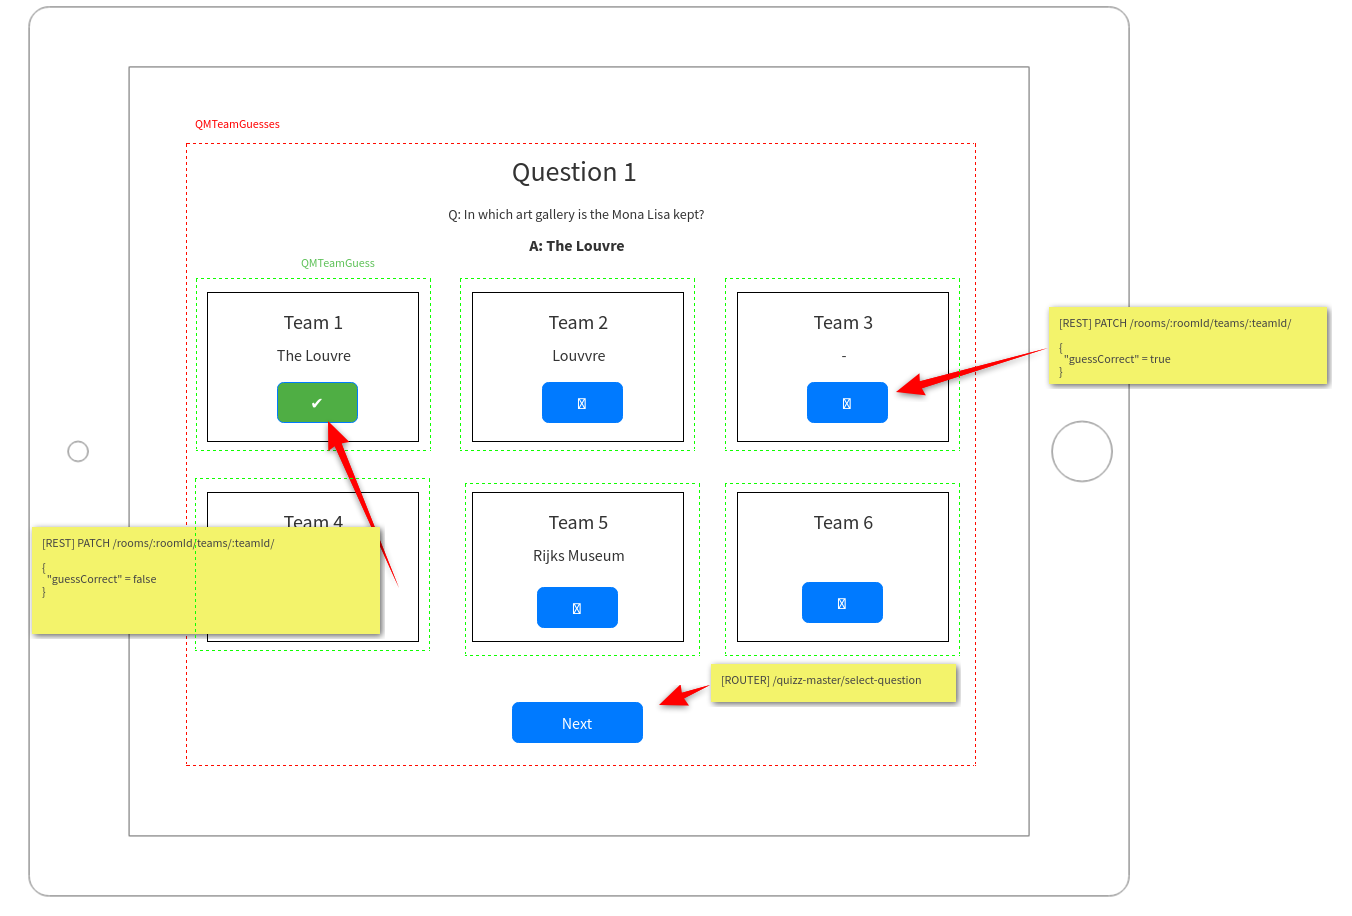 QMTeamGuesses
Question 1
Q: In which art gallery is the Mona Lisa kept?
A: The Louvre
QMTeamGuess
Team 1
The Louvre
✔
Team 2
Louvvre
Team 3
-
[REST] PATCH /rooms/:roomId/teams/:teamId/
{
"guessCorrect" = true
}
Team 4
[REST] PATCH /rooms/:roomId/teams/:teamId/
{
"guessCorrect" = false
}
Team 5
Rijks Museum
Team 6
[ROUTER] /quizz-master/select-question
Next